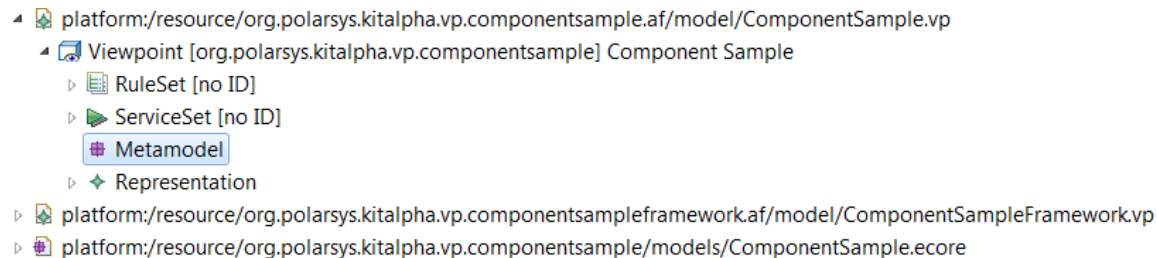 platform:/resource/org.polarsys.kitalpha.vp.componentsample.af/model/ComponentSample.vp
Viewpoint [org.polarsys.kitalpha.vp.componentsample] Component Sample
RuleSet [no ID]
ServiceSet [no ID]
Metamodel
Representation
platform:/resource/org.polarsys.kitalpha.vp.componentsampleframework.af/model/ComponentSampleFramework.vp
platform:/resource/org.polarsys.kitalpha.vp.componentsample/models/ComponentSample.ecore